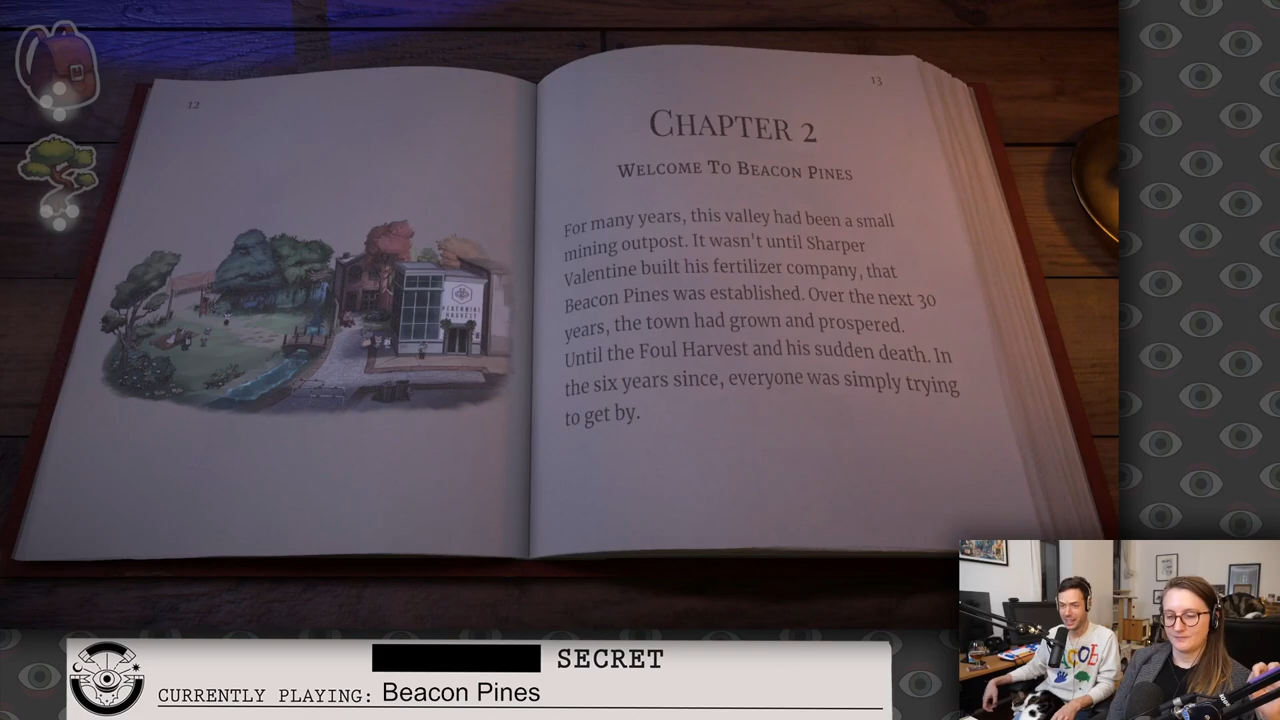 12
13
CHAPTER 2
WELCOME TO BEACON PINES
For many years, this valley had been a small
mining outpost. It wasn't until Sharper
Valentine built his fertilizer company, that
Beacon Pines was established. Over the next 30
years, the town had grown and prospered.
Until the Foul Harvest and his sudden death. In
the six years since, everyone was simply trying
to get by.
PERENNIAL
HARVEST
SECRET
CURRENTLY PLAYING: Beacon Pines